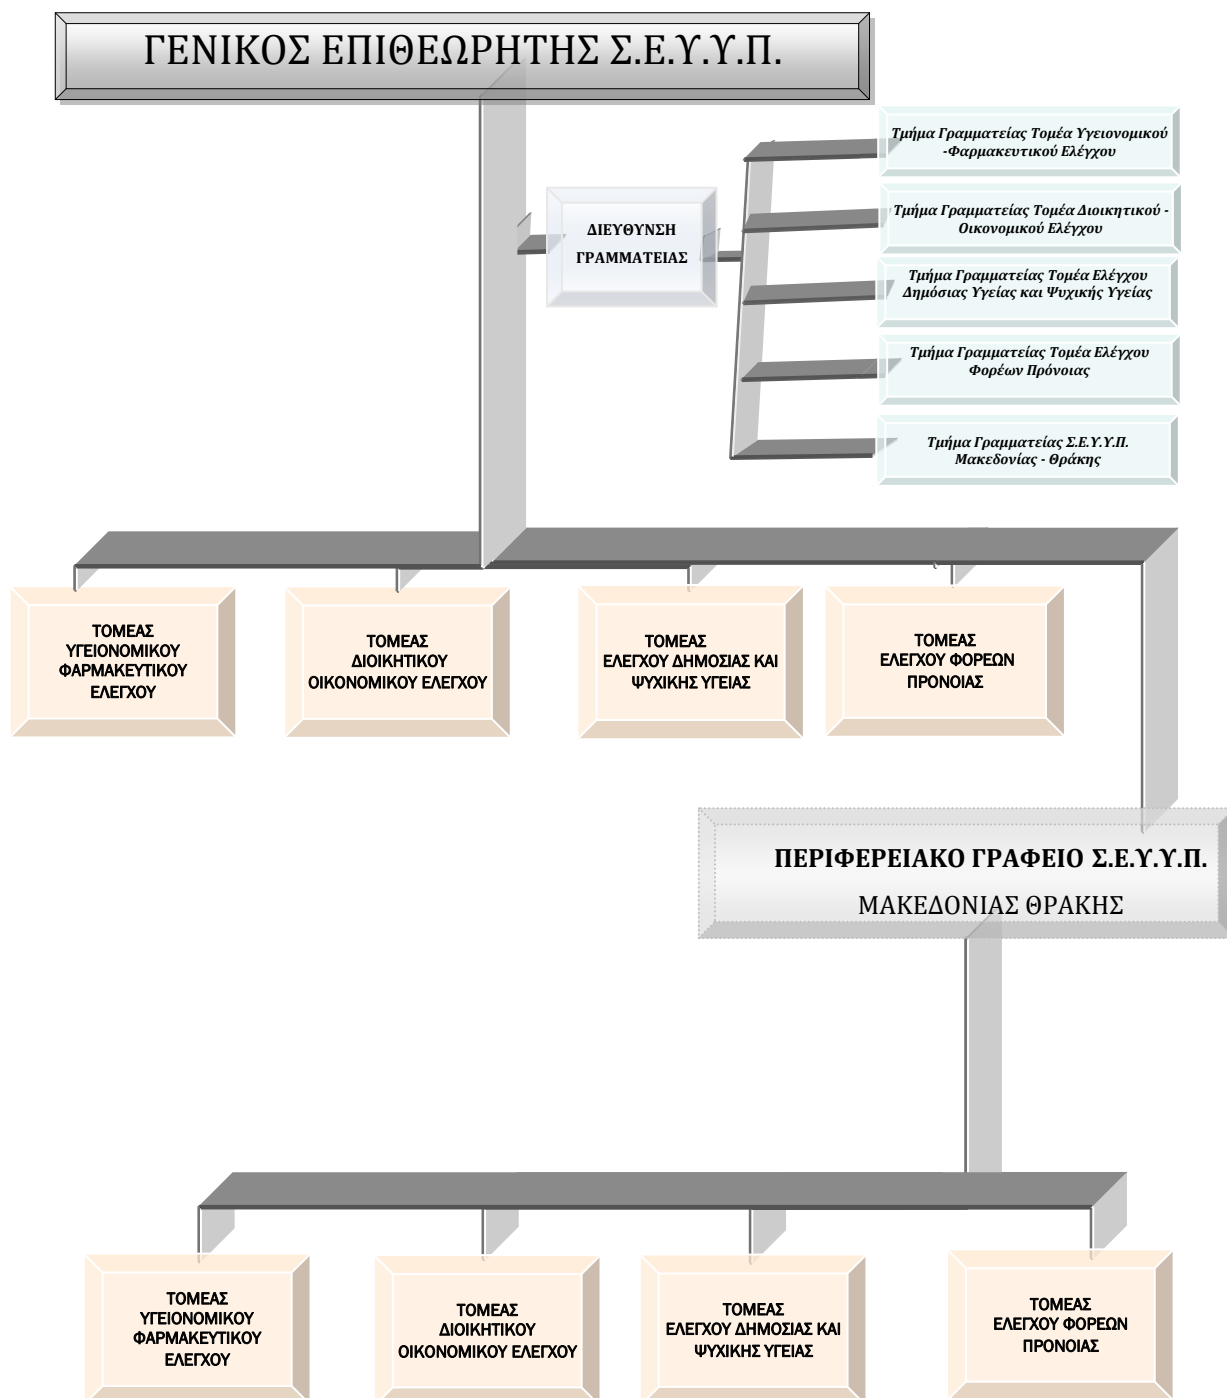 ΓΕΝΙΚΟΣ ΕΠΙΘΕΩΡΗΤΗΣ Σ.Ε.Υ.Υ.Π.
Τμήμα Γραμματείας Τομέα Υγειονομικού
-Φαρμακευτικού Ελέγχου
Τμήμα Γραμματείας Τομέα Διοικητικού -
Οικονομικού Ελέγχου
ΔΙΕΥΘΥΝΣΗ
ΓΡΑΜΜΑΤΕΙΑΣ
Τμήμα Γραμματείας Τομέα Ελέγχου
Δημόσιας Υγείας και Ψυχικής Υγείας
Τμήμα Γραμματείας Τομέα Ελέγχου
Φορέων Πρόνοιας
Τμήμα Γραμματείας Σ.Ε.Υ.Υ.Π.
Μακεδονίας - Θράκης
ΤΟΜΕΑΣ
ΥΓΕΙΟΝΟΜΙΚΟΥ
ΦΑΡΜΑΚΕΥΤΙΚΟΥ
ΕΛΕΓΧΟΥ
ΤΟΜΕΑΣ
ΔΙΟΙΚΗΤΙΚΟΥ
ΟΙΚΟΝΟΜΙΚΟΥ ΕΛΕΓΧΟΥ
ΤΟΜΕΑΣ
ΕΛΕΓΧΟΥ ΔΗΜΟΣΙΑΣ ΚΑΙ
ΨΥΧΙΚΗΣ ΥΓΕΙΑΣ
ΤΟΜΕΑΣ
ΕΛΕΓΧΟΥ ΦΟΡΕΩΝ
ΠΡΟΝΟΙΑΣ
ΠΕΡΙΦΕΡΕΙΑΚΟ ΓΡΑΦΕΙΟ Σ.Ε.Υ.Υ.Π.
ΜΑΚΕΔΟΝΙΑΣ ΘΡΑΚΗΣ
ΤΟΜΕΑΣ
ΥΓΕΙΟΝΟΜΙΚΟΥ
ΦΑΡΜΑΚΕΥΤΙΚΟΥ
ΕΛΕΓΧΟΥ
ΤΟΜΕΑΣ
ΔΙΟΙΚΗΤΙΚΟΥ
ΟΙΚΟΝΟΜΙΚΟΥ ΕΛΕΓΧΟΥ
ΤΟΜΕΑΣ
ΕΛΕΓΧΟΥ ΔΗΜΟΣΙΑΣ ΚΑΙ
ΨΥΧΙΚΗΣ ΥΓΕΙΑΣ
ΤΟΜΕΑΣ
ΕΛΕΓΧΟΥ ΦΟΡΕΩΝ
ΠΡΟΝΟΙΑΣ